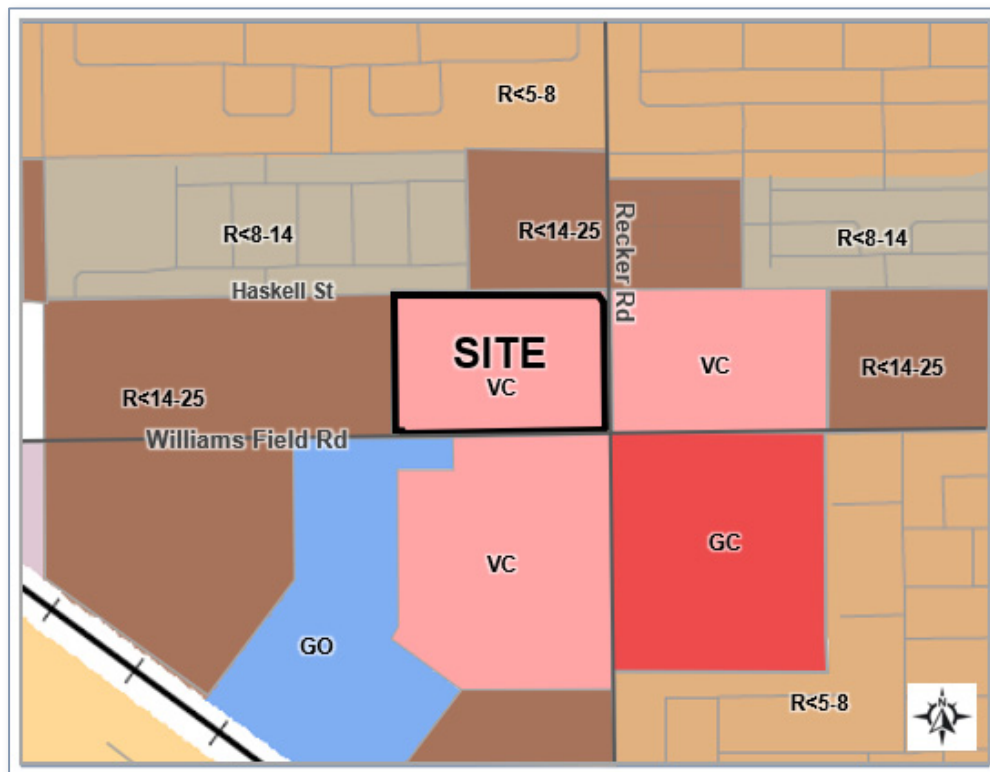 R<5-8
R<8-14
R<14-25
Recker Rd
R<8-14
Haskell St
SITE
VC
VC
R<14-25
R<14-25
Williams Field Rd
VC
GC
GO
R<5-8
N